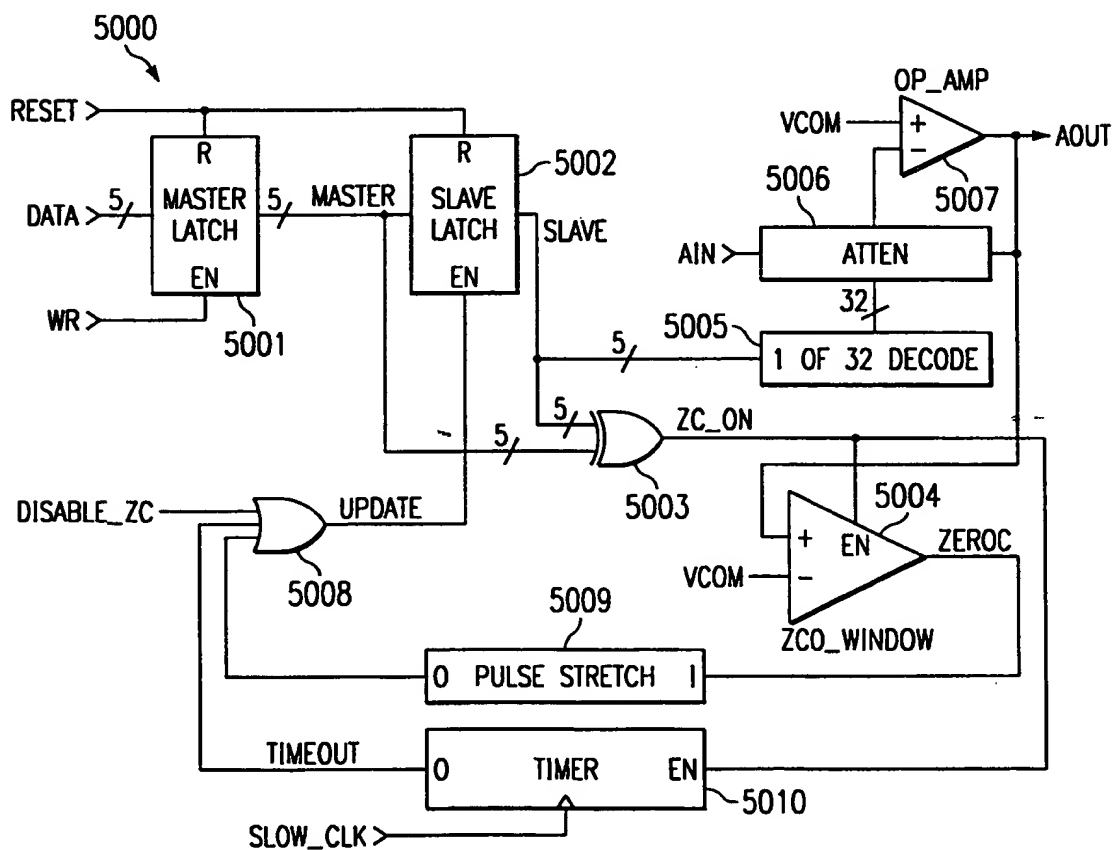 5000
RESET
R
MASTER
LATCH
EN
5001
DATA
5
WR
5
MASTER
R
SLAVE
LATCH
EN
5002
SLAVE
OP_AMP
VCOM
+
-
5007
AOUT
5006
AIN
ATTEN
32
5005
1 OF 32 DECODE
5
5
5
ZC_ON
5003
DISABLE_ZC
UPDATE
5008
5004
+
EN
-
VCOM
ZEROC
ZCO_WINDOW
5009
O PULSE STRETCH I
TIMEOUT
O TIMER EN
5010
SLOW_CLK